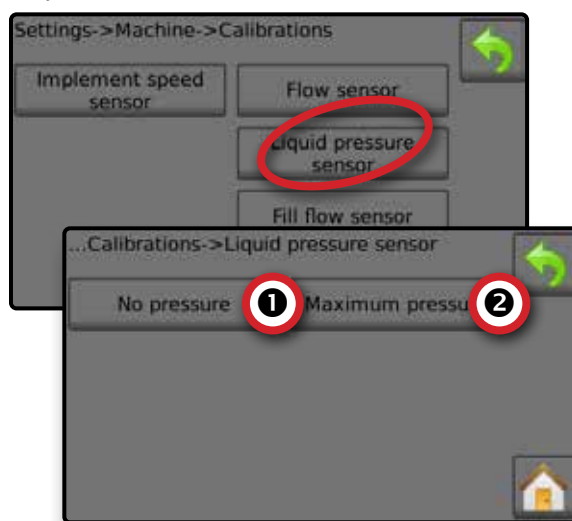 Settings->Machine->Calibrations
Implement speed
sensor
Flow sensor
Liquid pressure
sensor
Fill flow sensor
...Calibrations->Liquid pressure sensor
No pressure
1
Maximum pressu
2